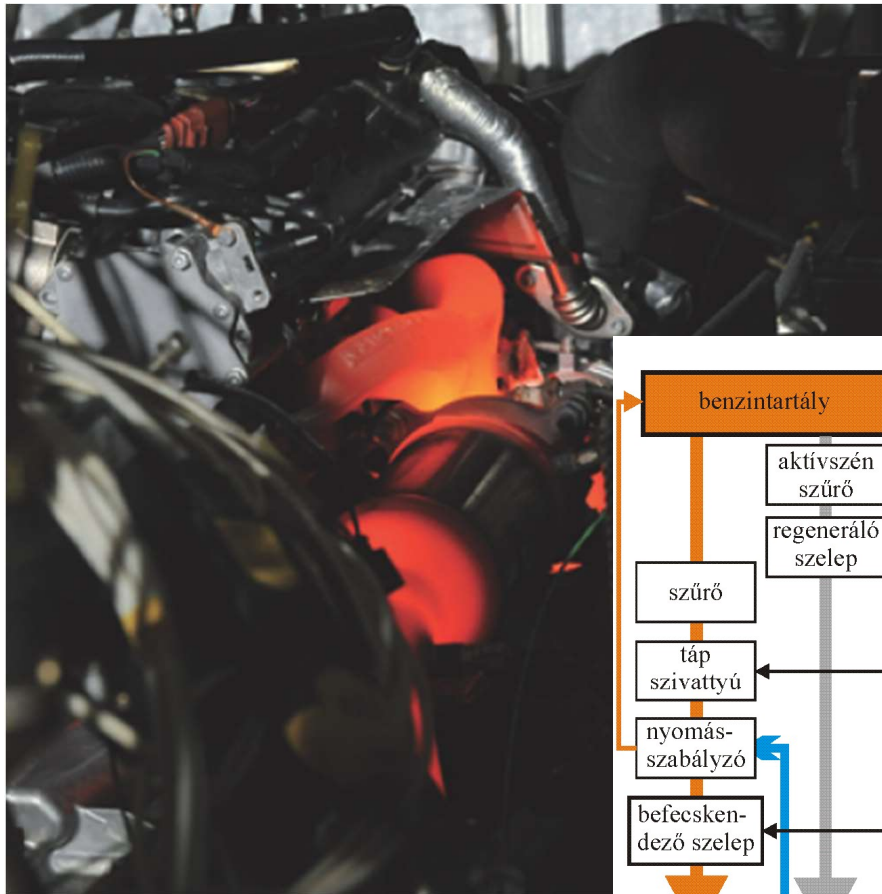 benzintartály
aktívszén
szűrő
regeneráló
szelep
szűrő
táp
szivattyú
nyomás-
szabályzó
befecsken-
dező szelep